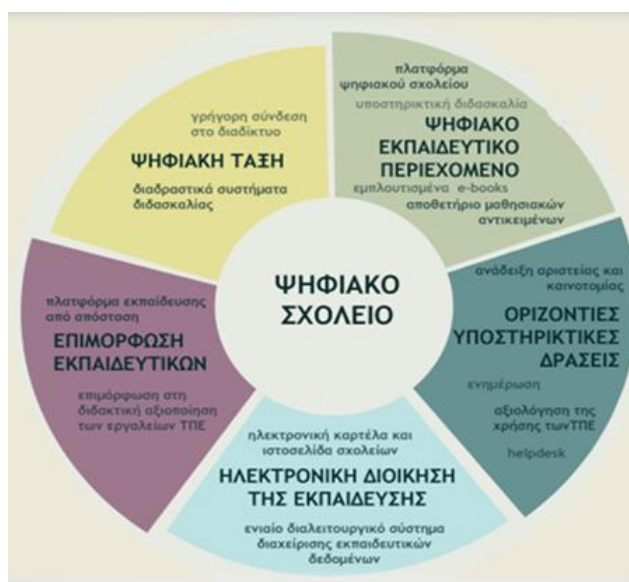 πλατφόρμα
ψηφιακού σχολείου
υποστηρικτική διδασκαλία
ΨΗΦΙΑΚΟ
ΕΚΠΑΙΔΕΥΤΙΚΟ
ΠΕΡΙΕΧΟΜΕΝΟ
εμπλουτισμένα e-books
αποθετήριο μαθησιακών
αντικειμένων
γρήγορη σύνδεση
στο διαδίκτυο
ΨΗΦΙΑΚΗ ΤΑΞΗ
διαδραστικά συστήματα
διδασκαλίας
ΨΗΦΙΑΚΟ
ΣΧΟΛΕΙΟ
ανάδειξη αριστείας και
καινοτομίας
ΟΡΙΖΟΝΤΙΕΣ
ΥΠΟΣΤΗΡΙΚΤΙΚΕΣ
ΔΡΑΣΕΙΣ
ενημέρωση
αξιολόγηση της
χρήσης τωνΤΠΕ
helpdesk
πλατφόρμα εκπαίδευσης
από απόσταση
ΕΠΙΜΟΡΦΩΣΗ
ΕΚΠΑΙΔΕΥΤΙΚΩΝ
επιμόρφωση στη
διδακτική αξιοποίηση
των εργαλείων ΤΠΕ
ηλεκτρονική καρτέλα και
ιστοσελίδα σχολείων
ΗΛΕΚΤΡΟΝΙΚΗ ΔΙΟΙΚΗΣΗ
ΤΗΣ ΕΚΠΑΙΔΕΥΣΗΣ
ενιαίο διαλειτουργικό σύστημα
διαχείρισης εκπαιδευτικών
δεδομένων